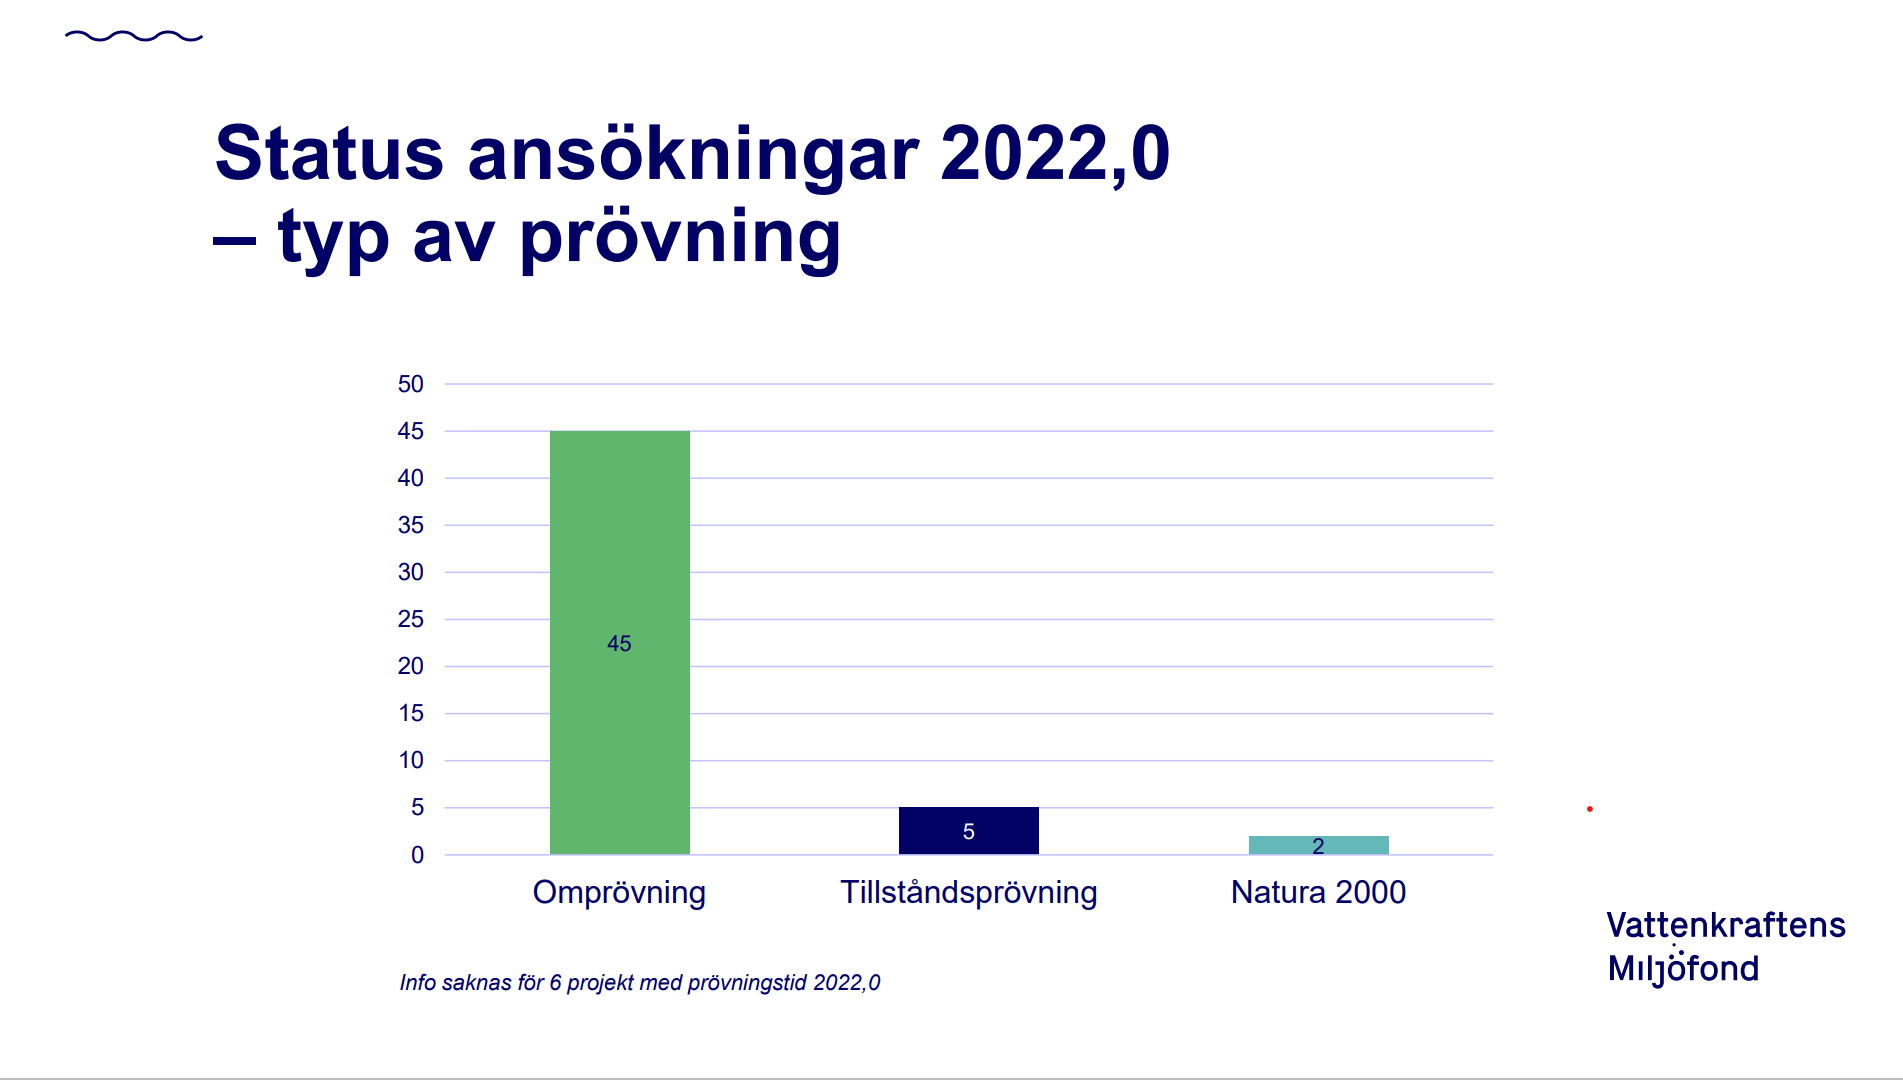 Status ansökningar 2022,0
– typ av prövning
50
45
40
35
30
25
20
15
10
5
0
45
5
2
Omprövning
Tillståndsprövning
Natura 2000
Info saknas för 6 projekt med prövningstid 2022,0
Vattenkraftens
Miljöfond